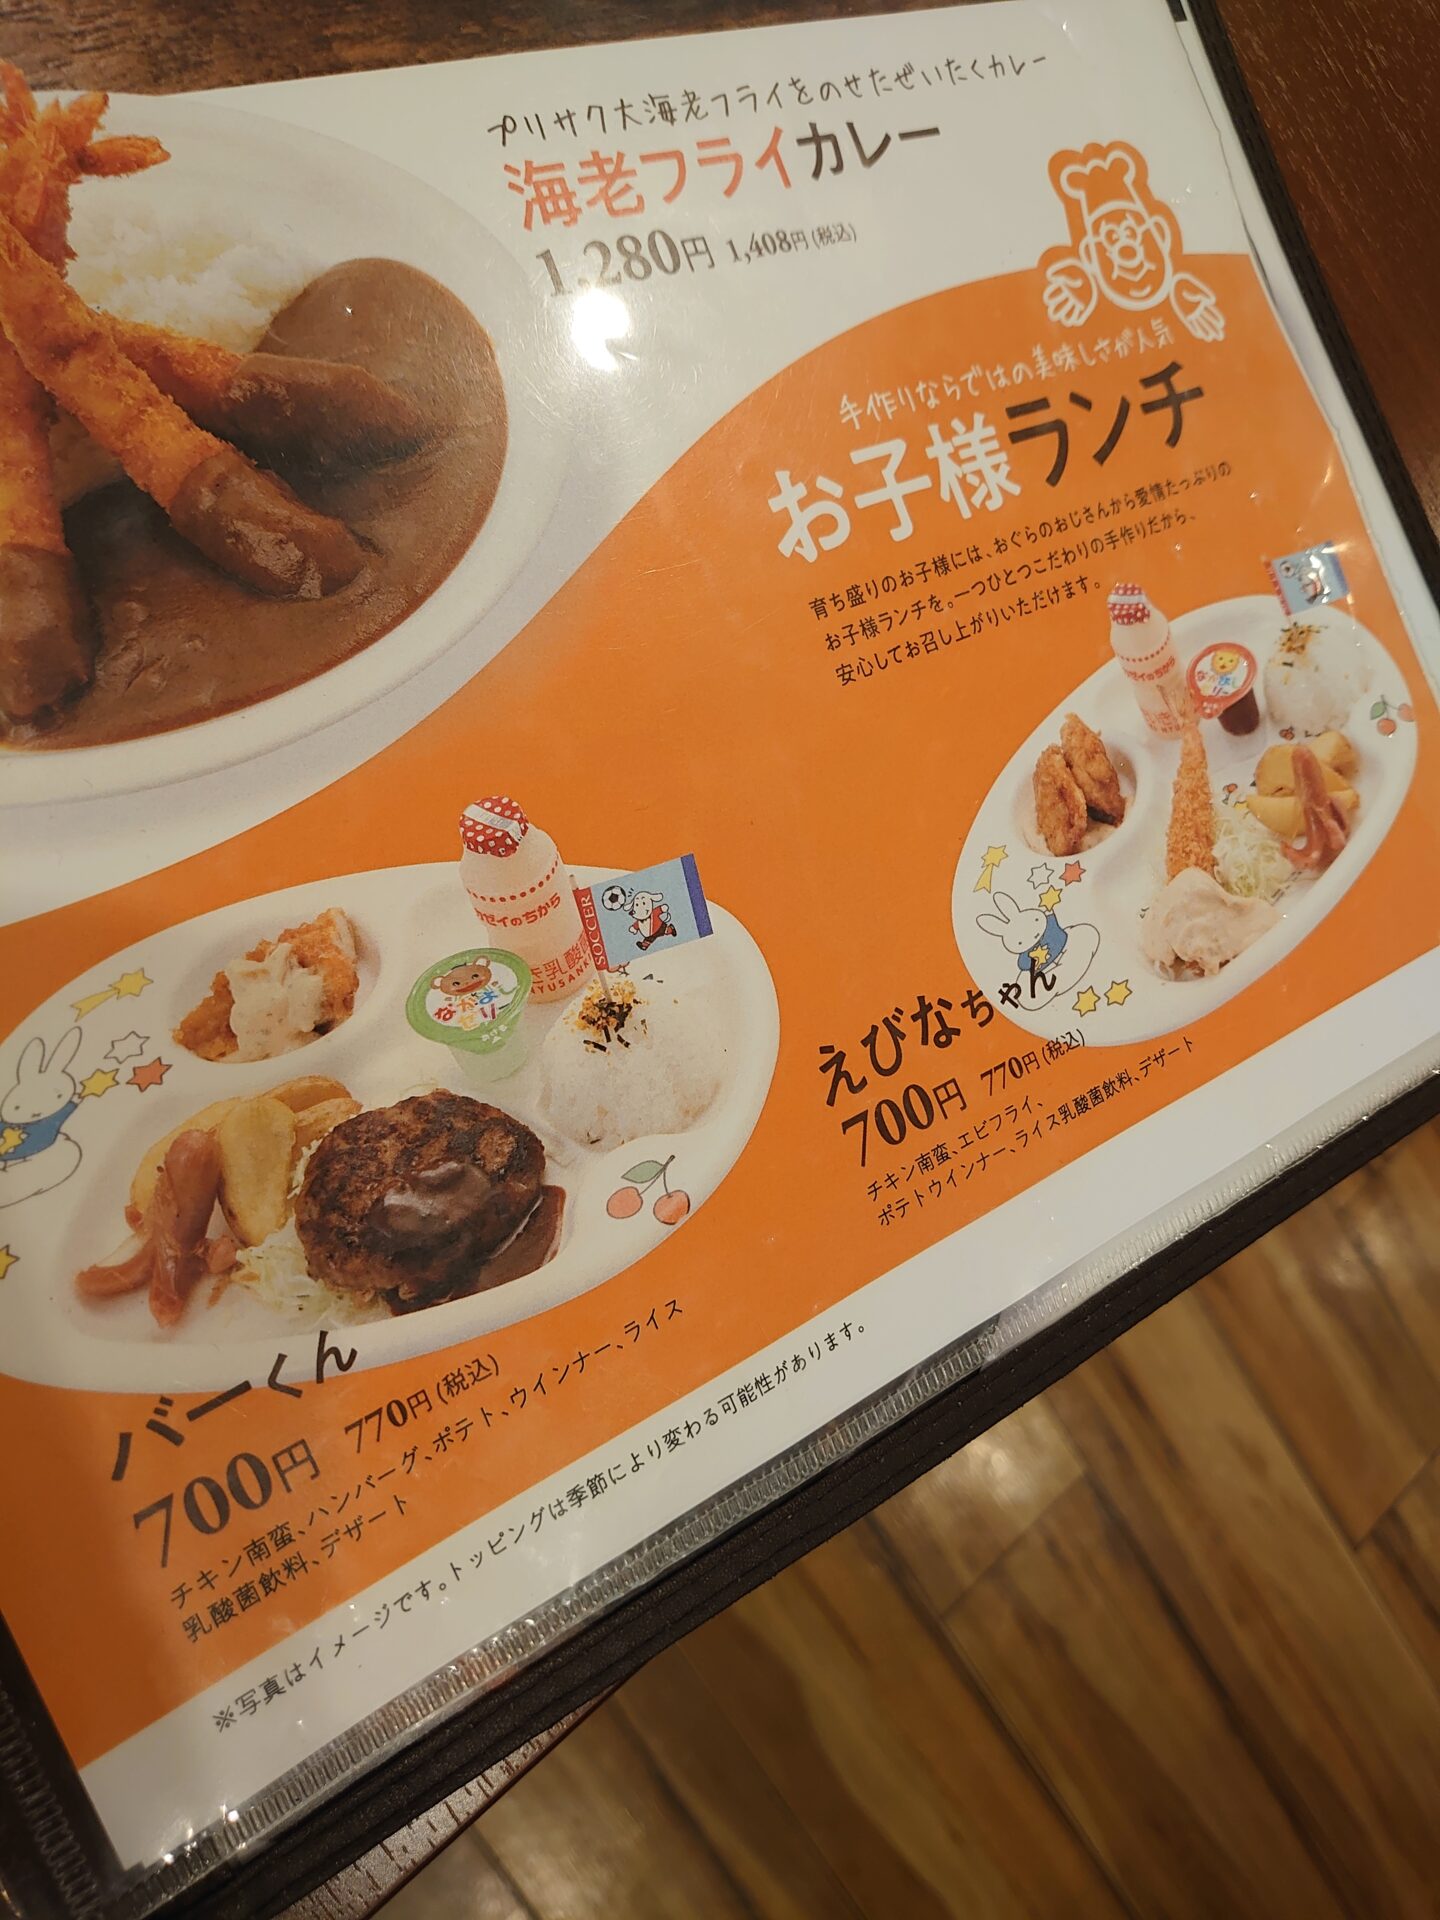 プリサク大海老フライをのせたぜいたくカレー
海老フライカレー
1,280円 1,408円(税込)
手作りならではの美味しさが人気
お子様ランチ
育ち盛りのお子様には、おぐらのおじさんから愛情たっぷりの
お子様ランチを。一つひとつこだわりの手作りだから、
安心してお召し上がりいただけます。
えびなちゃん
700円 770円(税込)
チキン南蛮、エビフライ、
ポテトウインナー、ライス乳酸菌飲料、デザート
SOCCER
なかよし
ゼリー
バーくん
700円 770円(税込)
チキン南蛮、ハンバーグ、ポテト、ウインナー、ライス
乳酸菌飲料、デザート
※写真はイメージです。トッピングは季節により変わる可能性があります。